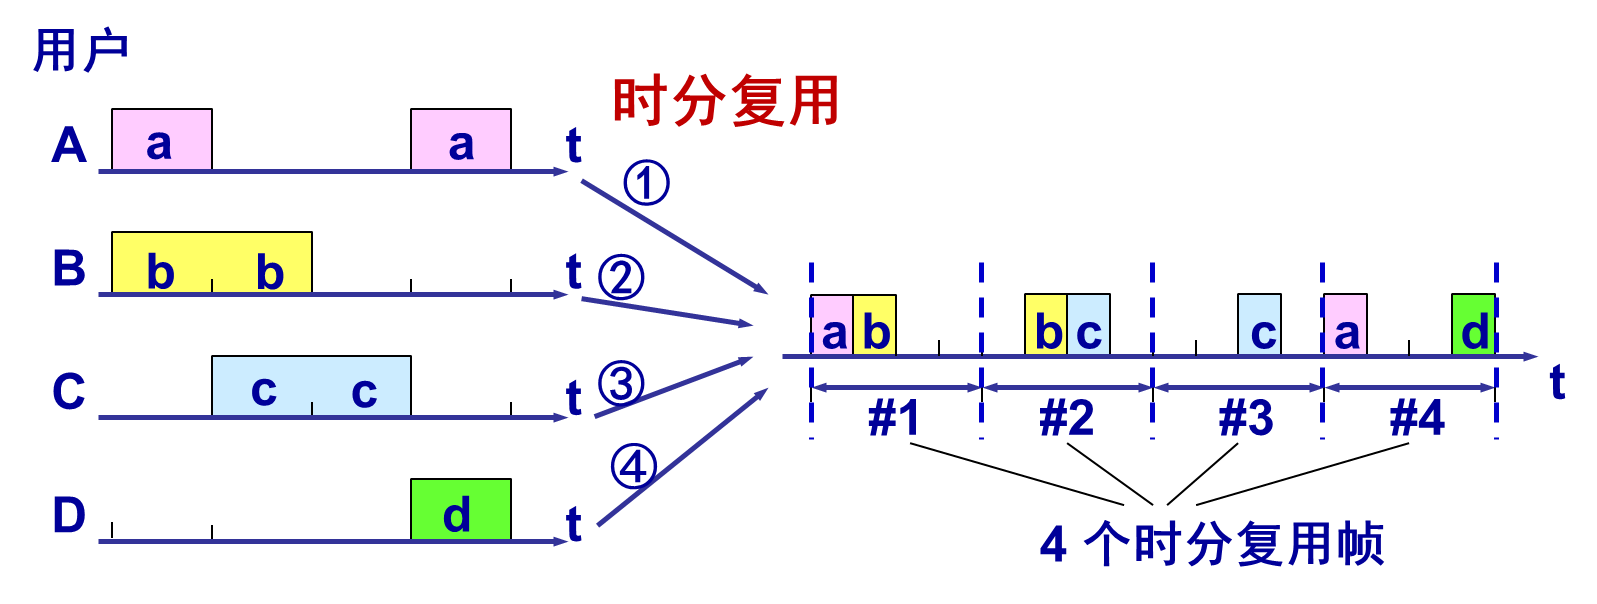 用户
时分复用
A a a t
①
B b b t
②
a b b c c a d
C c c t
③
t
#1 #2 #3 #4
④
D d t
4 个时分复用帧